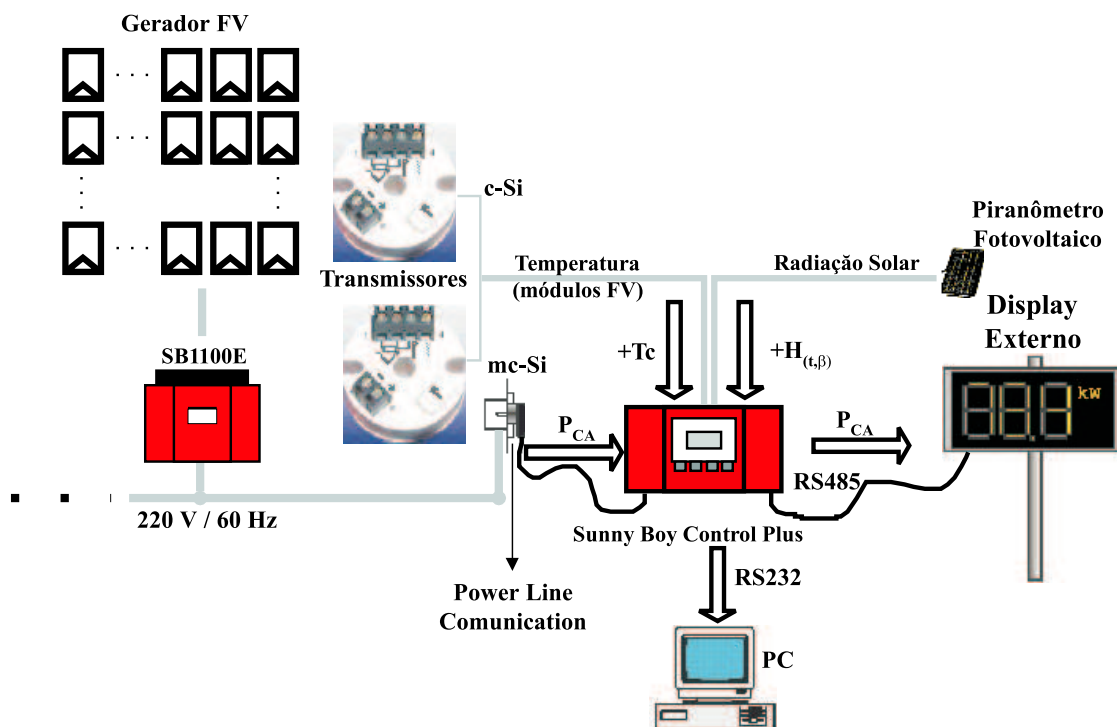 Gerador FV
c-Si
Transmissores
Temperatura
(módulos FV)
Radiação Solar
Piranômetro
Fotovoltaico
Display
Externo
SB1100E
mc-Si
+Tc
+H(t,β)
kW
PCA
PCA
RS485
220 V / 60 Hz
Sunny Boy Control Plus
Power Line
Comunication
RS232
PC